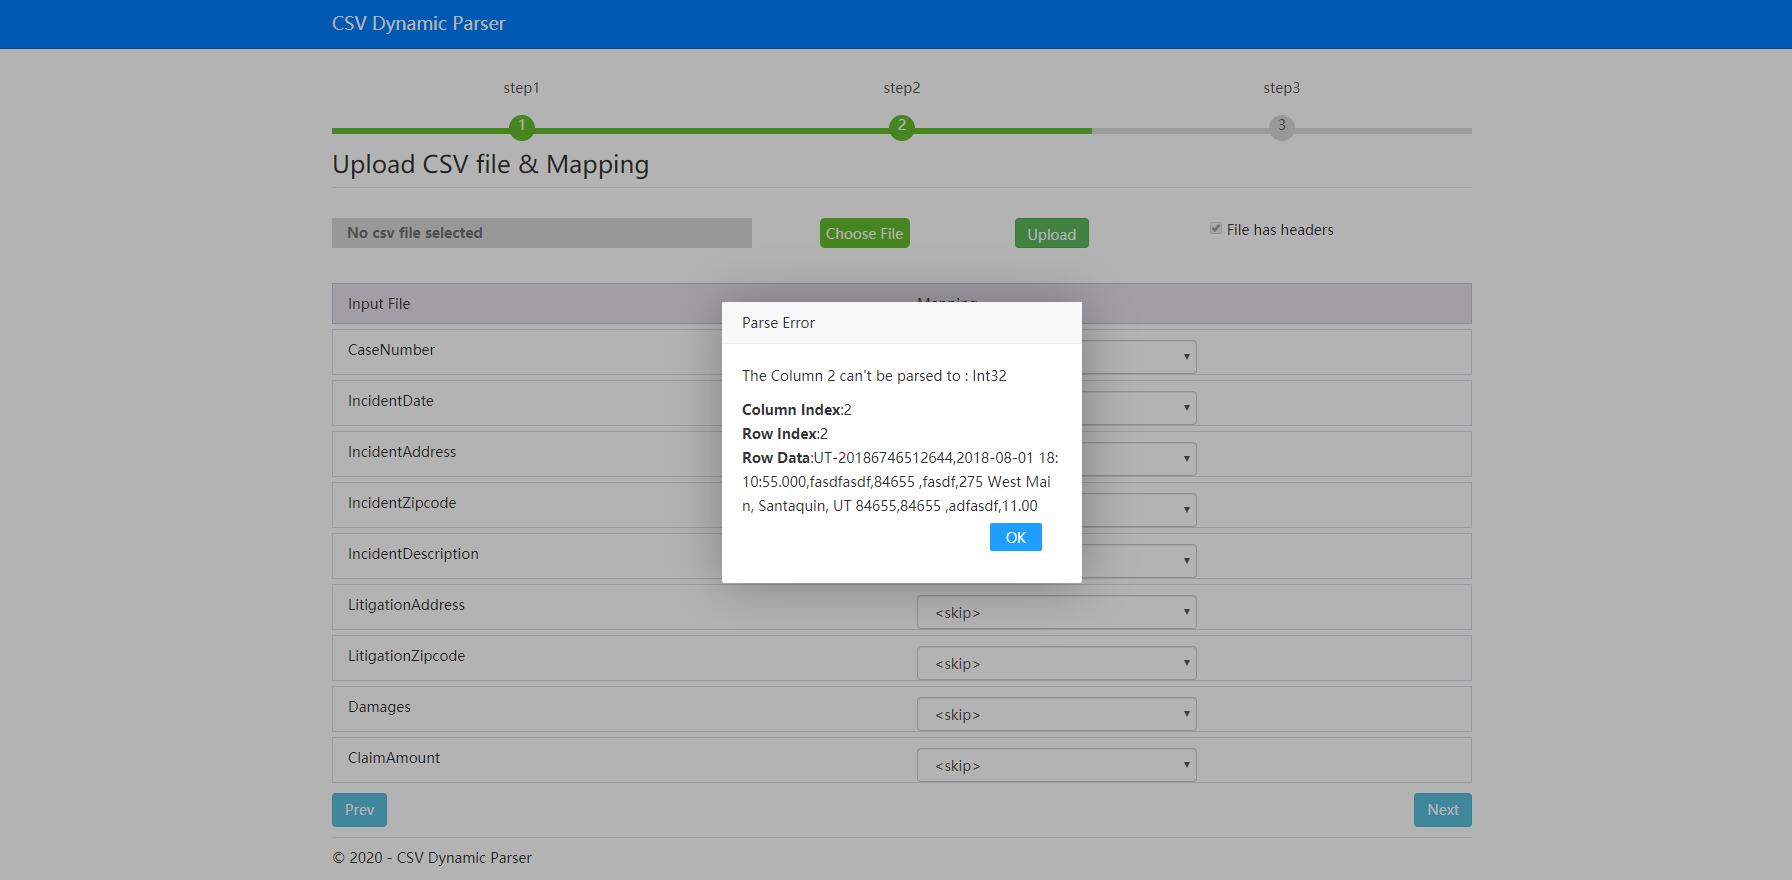 CSV Dynamic Parser
step1
step2
step3
1
2
3
Upload CSV file & Mapping
No csv file selected
Choose File
Upload
File has headers
Input File
Mapping
CaseNumber
IncidentDate
IncidentAddress
IncidentZipcode
IncidentDescription
LitigationAddress
<skip>
LitigationZipcode
<skip>
Damages
<skip>
ClaimAmount
<skip>
Parse Error
The Column 2 can't be parsed to : Int32
Column Index:2
Row Index:2
Row Data:UT-20186746512644,2018-08-01 18:
10:55.000,fasdfasdf,84655 ,fasdf,275 West Mai
n, Santaquin, UT 84655,84655 ,adfasdf,11.00
OK
Prev
Next
© 2020 - CSV Dynamic Parser